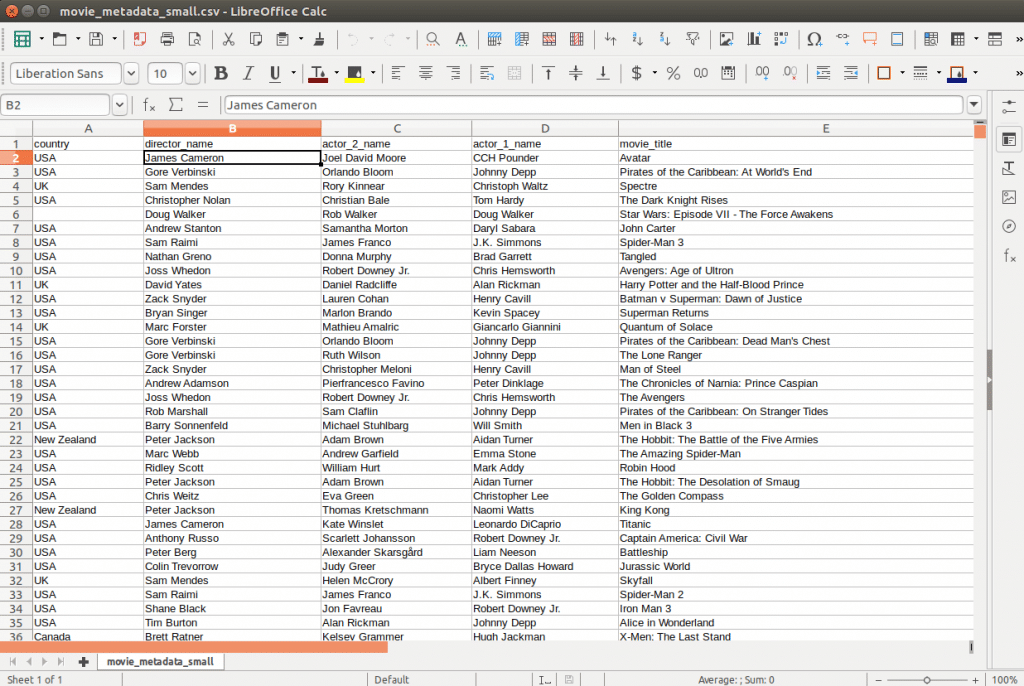 movie_metadata_small.csv - LibreOffice Calc
Liberation Sans 10
B2 James Cameron
A B C D E
1 country director_name actor_2_name actor_1_name movie_title
2 USA James Cameron Joel David Moore CCH Pounder Avatar
3 USA Gore Verbinski Orlando Bloom Johnny Depp Pirates of the Caribbean: At World's End
4 UK Sam Mendes Rory Kinnear Christoph Waltz Spectre
5 USA Christopher Nolan Christian Bale Tom Hardy The Dark Knight Rises
6 Doug Walker Rob Walker Doug Walker Star Wars: Episode VII - The Force Awakens
7 USA Andrew Stanton Samantha Morton Daryl Sabara John Carter
8 USA Sam Raimi James Franco J.K. Simmons Spider-Man 3
9 USA Nathan Greno Donna Murphy Brad Garrett Tangled
10 USA Joss Whedon Robert Downey Jr. Chris Hemsworth Avengers: Age of Ultron
11 UK David Yates Daniel Radcliffe Alan Rickman Harry Potter and the Half-Blood Prince
12 USA Zack Snyder Lauren Cohan Henry Cavill Batman v Superman: Dawn of Justice
13 USA Bryan Singer Marlon Brando Kevin Spacey Superman Returns
14 UK Marc Forster Mathieu Amalric Giancarlo Giannini Quantum of Solace
15 USA Gore Verbinski Orlando Bloom Johnny Depp Pirates of the Caribbean: Dead Man's Chest
16 USA Gore Verbinski Ruth Wilson Johnny Depp The Lone Ranger
17 USA Zack Snyder Christopher Meloni Henry Cavill Man of Steel
18 USA Andrew Adamson Pierfrancesco Favino Peter Dinklage The Chronicles of Narnia: Prince Caspian
19 USA Joss Whedon Robert Downey Jr. Chris Hemsworth The Avengers
20 USA Rob Marshall Sam Claflin Johnny Depp Pirates of the Caribbean: On Stranger Tides
21 USA Barry Sonnenfeld Michael Stuhlbarg Will Smith Men in Black 3
22 New Zealand Peter Jackson Adam Brown Aidan Turner The Hobbit: The Battle of the Five Armies
23 USA Marc Webb Andrew Garfield Emma Stone The Amazing Spider-Man
24 USA Ridley Scott William Hurt Mark Addy Robin Hood
25 USA Peter Jackson Adam Brown Aidan Turner The Hobbit: The Desolation of Smaug
26 USA Chris Weitz Eva Green Christopher Lee The Golden Compass
27 New Zealand Peter Jackson Thomas Kretschmann Naomi Watts King Kong
28 USA James Cameron Kate Winslet Leonardo DiCaprio Titanic
29 USA Anthony Russo Scarlett Johansson Robert Downey Jr. Captain America: Civil War
30 USA Peter Berg Alexander Skarsgård Liam Neeson Battleship
31 USA Colin Trevorrow Judy Greer Bryce Dallas Howard Jurassic World
32 UK Sam Mendes Helen McCrory Albert Finney Skyfall
33 USA Sam Raimi James Franco J.K. Simmons Spider-Man 2
34 USA Shane Black Jon Favreau Robert Downey Jr. Iron Man 3
35 USA Tim Burton Alan Rickman Johnny Depp Alice in Wonderland
36 Canada Brett Ratner Kelsey Grammer Hugh Jackman X-Men: The Last Stand
movie_metadata_small
Sheet 1 of 1 Default Average: ; Sum: 0 100%